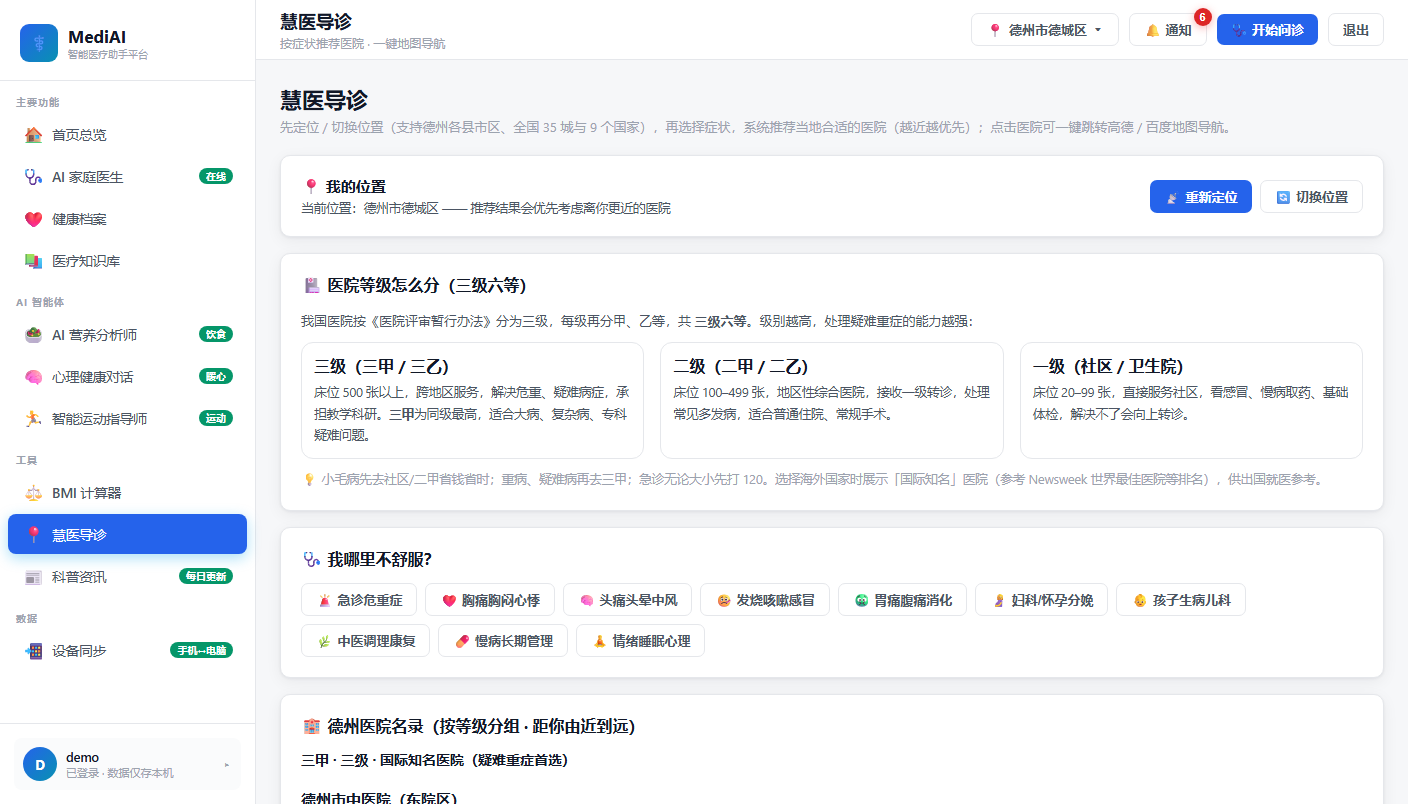 MediAI
智能医疗助手平台
主要功能
首页总览
AI 家庭医生
在线
健康档案
医疗知识库
AI 智能体
AI 营养分析师
饮食
心理健康对话
暖心
智能运动指导师
运动
工具
BMI 计算器
慧医导诊
科普资讯
每日更新
数据
设备同步
手机↔电脑
D
demo
已登录 · 数据仅存本机
慧医导诊
按症状推荐医院 · 一键地图导航
德州市德城区
通知
6
开始问诊
退出
慧医导诊
先定位 / 切换位置（支持德州各县市区、全国 35 城与 9 个国家），再选择症状，系统推荐当地合适的医院（越近越优先）；点击医院可一键跳转高德 / 百度地图导航。
我的位置
当前位置：德州市德城区 —— 推荐结果会优先考虑离你更近的医院
重新定位
切换位置
医院等级怎么分（三级六等）
我国医院按《医院评审暂行办法》分为三级，每级再分甲、乙等，共 三级六等。级别越高，处理疑难重症的能力越强：
三级（三甲 / 三乙）
床位 500 张以上，跨地区服务，解决危重、疑难病症，承
担教学科研。三甲为同级最高，适合大病、复杂病、专科
疑难问题。
二级（二甲 / 二乙）
床位 100–499 张，地区性综合医院，接收一级转诊，处理
常见多发病，适合普通住院、常规手术。
一级（社区 / 卫生院）
床位 20–99 张，直接服务社区，看感冒、慢病取药、基础
体检，解决不了会向上转诊。
小毛病先去社区/二甲省钱省时；重病、疑难病再去三甲；急诊无论大小先打 120。选择海外国家时展示「国际知名」医院（参考 Newsweek 世界最佳医院等排名），供出国就医参考。
我哪里不舒服？
急诊危重症
胸痛胸闷心悸
头痛头晕中风
发烧咳嗽感冒
胃痛腹痛消化
妇科/怀孕分娩
孩子生病儿科
中医调理康复
慢病长期管理
情绪睡眠心理
德州医院名录（按等级分组 · 距你由近到远）
三甲 · 三级 · 国际知名医院（疑难重症首选）
德州市中医院（东院区）